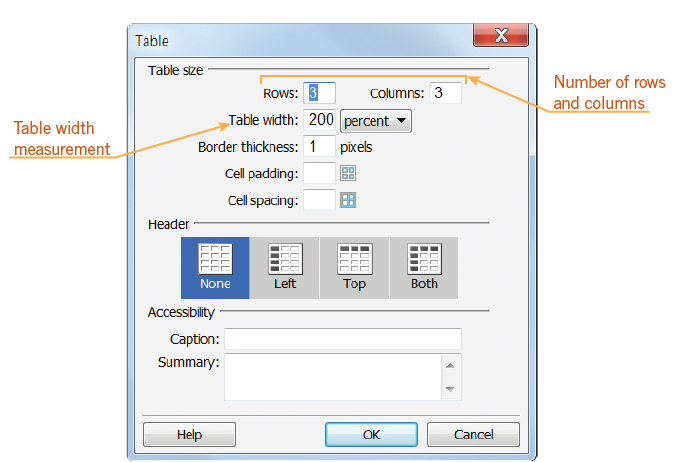 Table
Table size
Rows: 3 Columns: 3
Number of rows
and columns
Table width: 200 percent
Table width
measurement
Border thickness: 1 pixels
Cell padding:
Cell spacing:
Header
None Left Top Both
Accessibility
Caption:
Summary:
Help OK Cancel